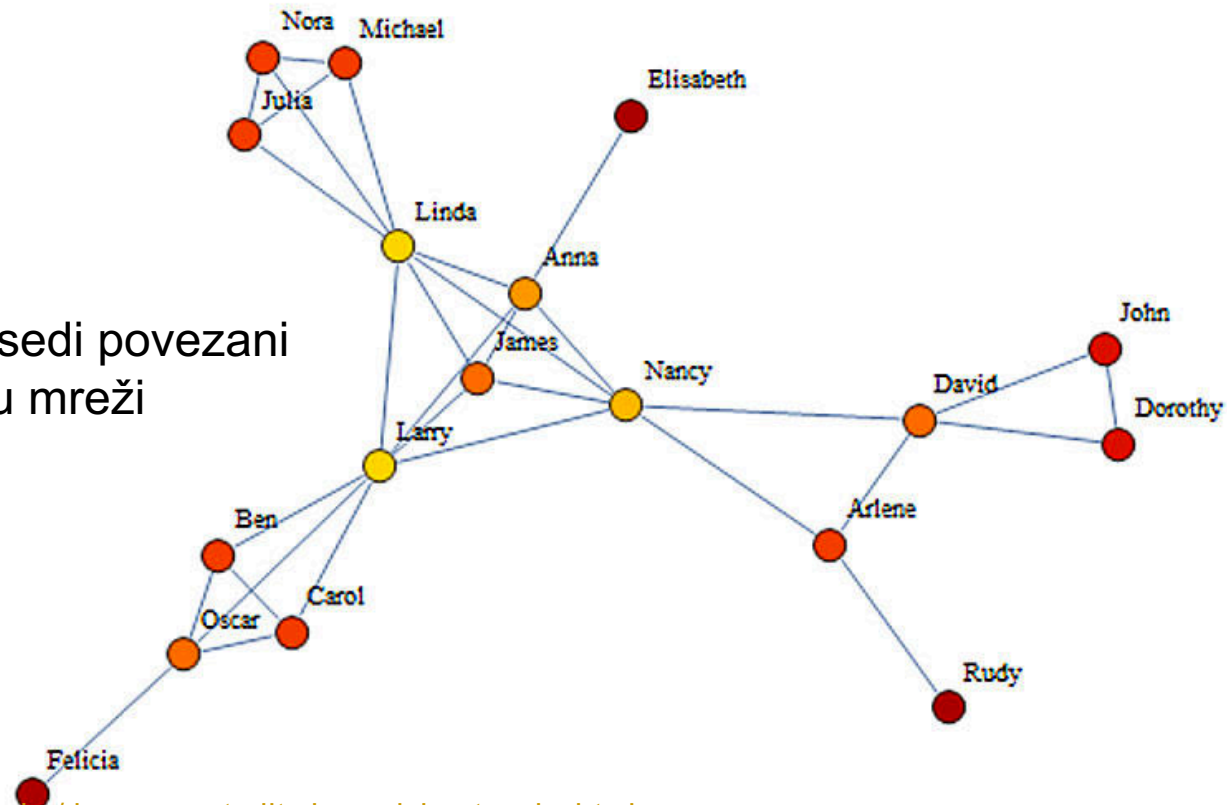 Nora
Michael
Elisabeth
Julia
Linda
Anna
sedi povezani
u mreži
James
Nancy
John
David
Dorothy
Larry
Ben
Arlene
Carol
Oscar
Rudy
Felicia